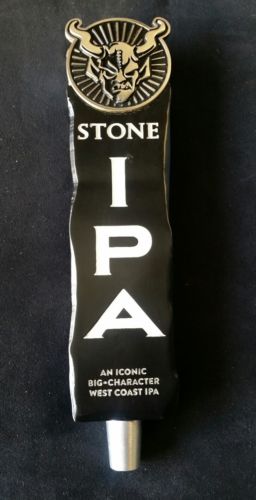 STONE
I
P
A
AN ICONIC
BIG-CHARACTER
WEST COAST IPA